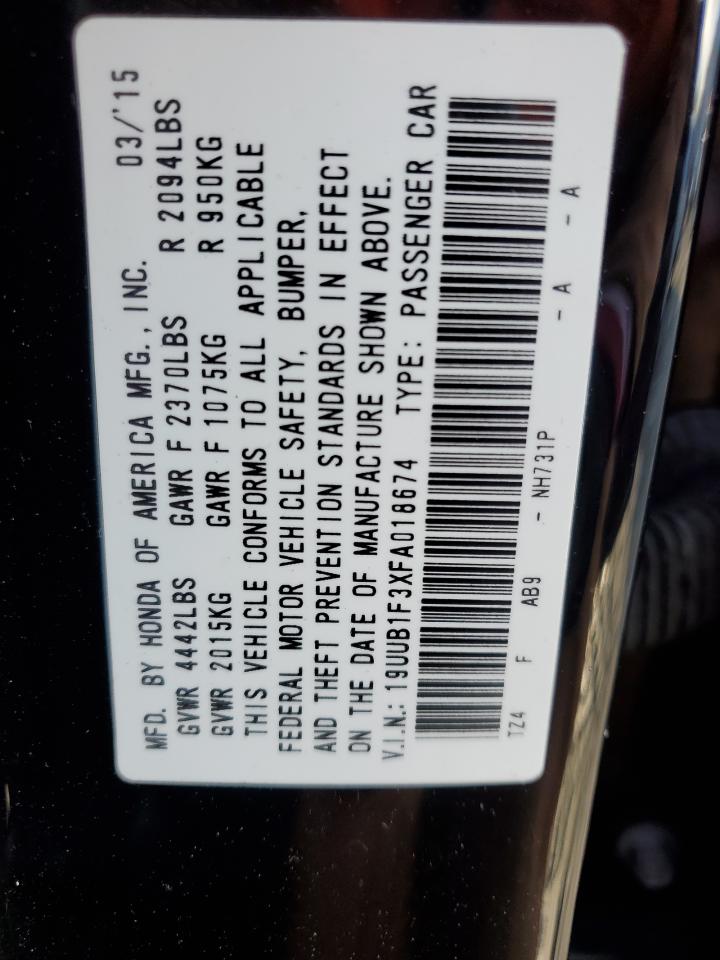 MFD. BY HONDA OF AMERICA MFG., INC. 03/'15
GVWR 4442LBS GAWR F 2370LBS R 2094LBS
GVWR 2015KG GAWR F 1075KG R 950KG
THIS VEHICLE CONFORMS TO ALL APPLICABLE
FEDERAL MOTOR VEHICLE SAFETY, BUMPER,
AND THEFT PREVENTION STANDARDS IN EFFECT
ON THE DATE OF MANUFACTURE SHOWN ABOVE.
V.I.N.: 19UUB1F3XFA018674 TYPE: PASSENGER CAR
TZ4 F AB9 - NH731P - A - A